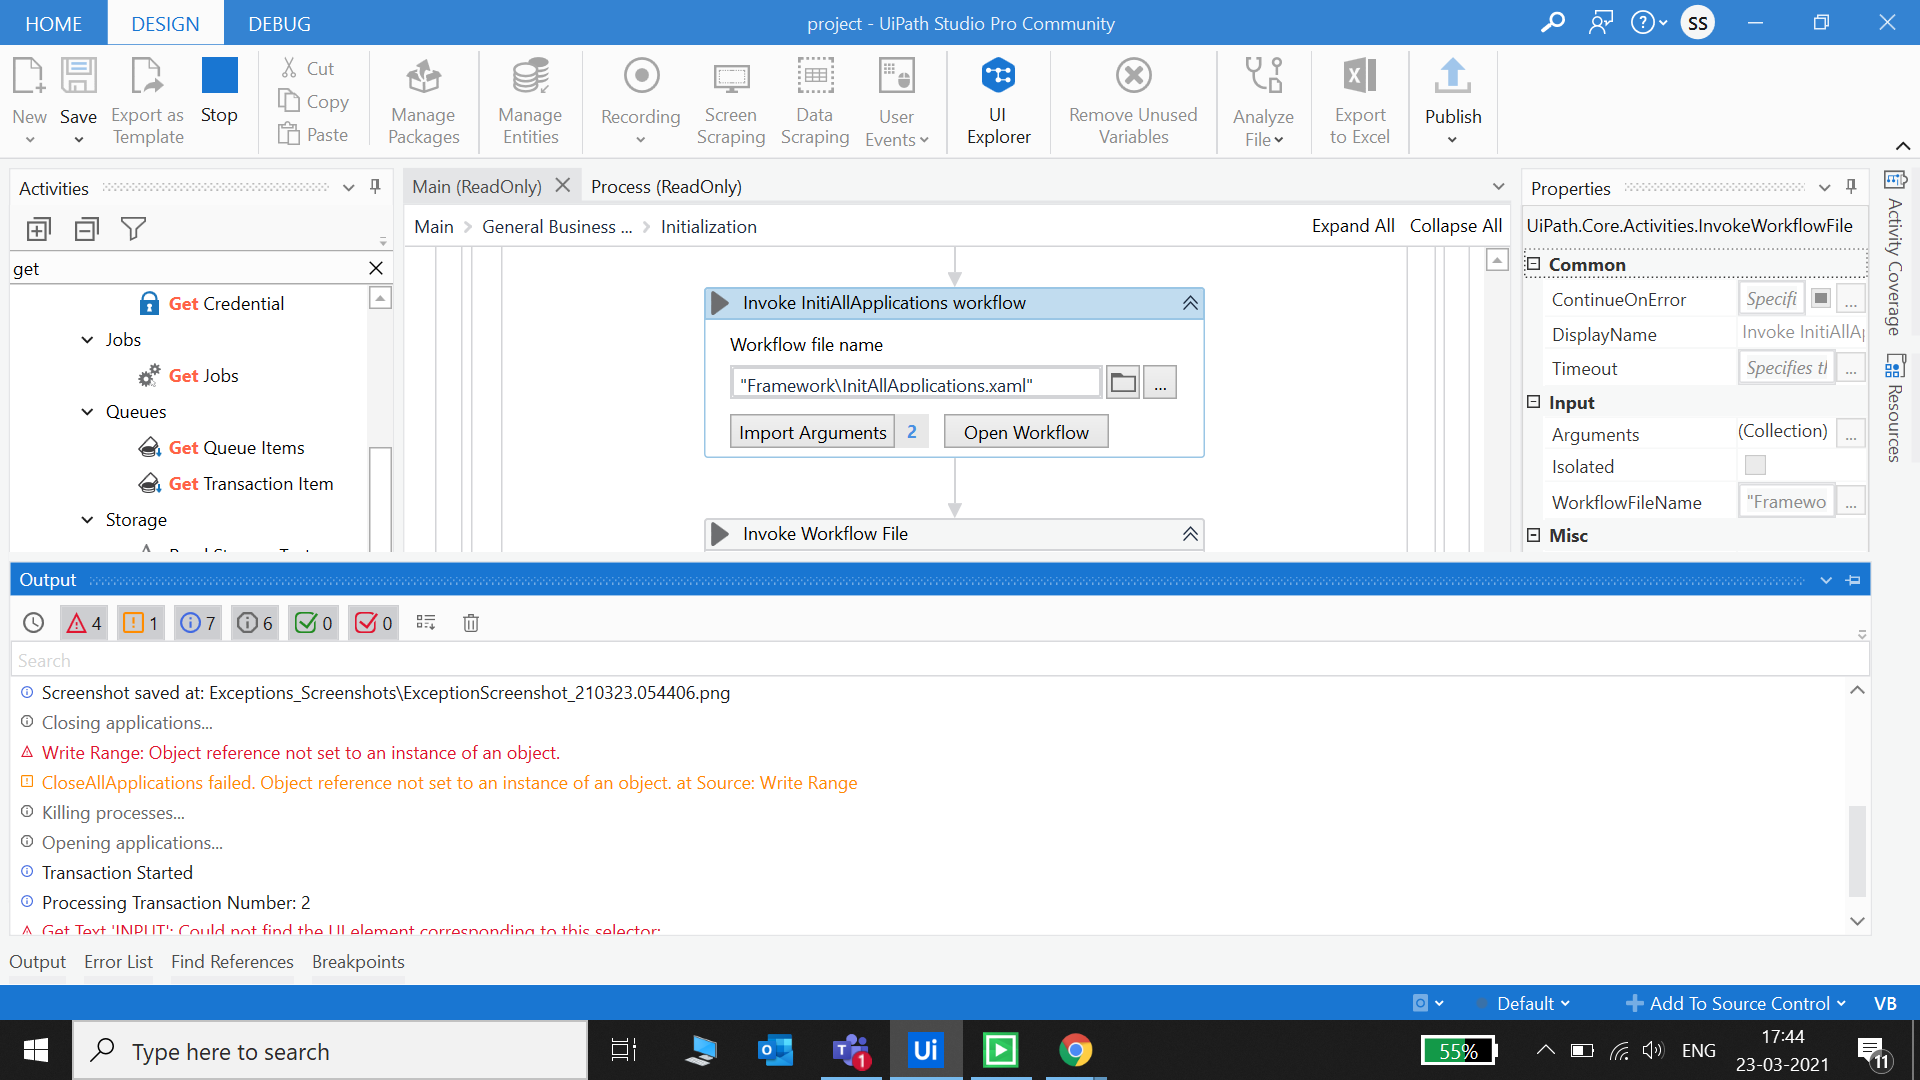 HOME DESIGN DEBUG project - UiPath Studio Pro Community SS
New Save Export as Template Stop Cut Copy Paste Manage Packages Manage Entities Recording Screen Scraping Data Scraping User Events UI Explorer Remove Unused Variables Analyze File Export to Excel Publish
Activities
get
Get Credential
Jobs
Get Jobs
Queues
Get Queue Items
Get Transaction Item
Storage
Main (ReadOnly) Process (ReadOnly)
Main General Business ... Initialization Expand All Collapse All
Invoke InitiAllApplications workflow
Workflow file name
"Framework\InitAllApplications.xaml" ...
Import Arguments 2 Open Workflow
Invoke Workflow File
Properties
UiPath.Core.Activities.InvokeWorkflowFile
Common
ContinueOnError Specifi ...
DisplayName Invoke InitiAllA
Timeout Specifies tl ...
Input
Arguments (Collection) ...
Isolated
WorkflowFileName "Framewo ...
Misc
Activity Coverage
Resources
Output
4 1 7 6 0 0
Search
Screenshot saved at: Exceptions_Screenshots\ExceptionScreenshot_210323.054406.png
Closing applications...
Write Range: Object reference not set to an instance of an object.
CloseAllApplications failed. Object reference not set to an instance of an object. at Source: Write Range
Killing processes...
Opening applications...
Transaction Started
Processing Transaction Number: 2
Get Text 'INPUT': Could not find the UI element corresponding to this selector:
Output Error List Find References Breakpoints
Default Add To Source Control VB
Type here to search 1 Ui 55% ENG 17:44
23-03-2021 11